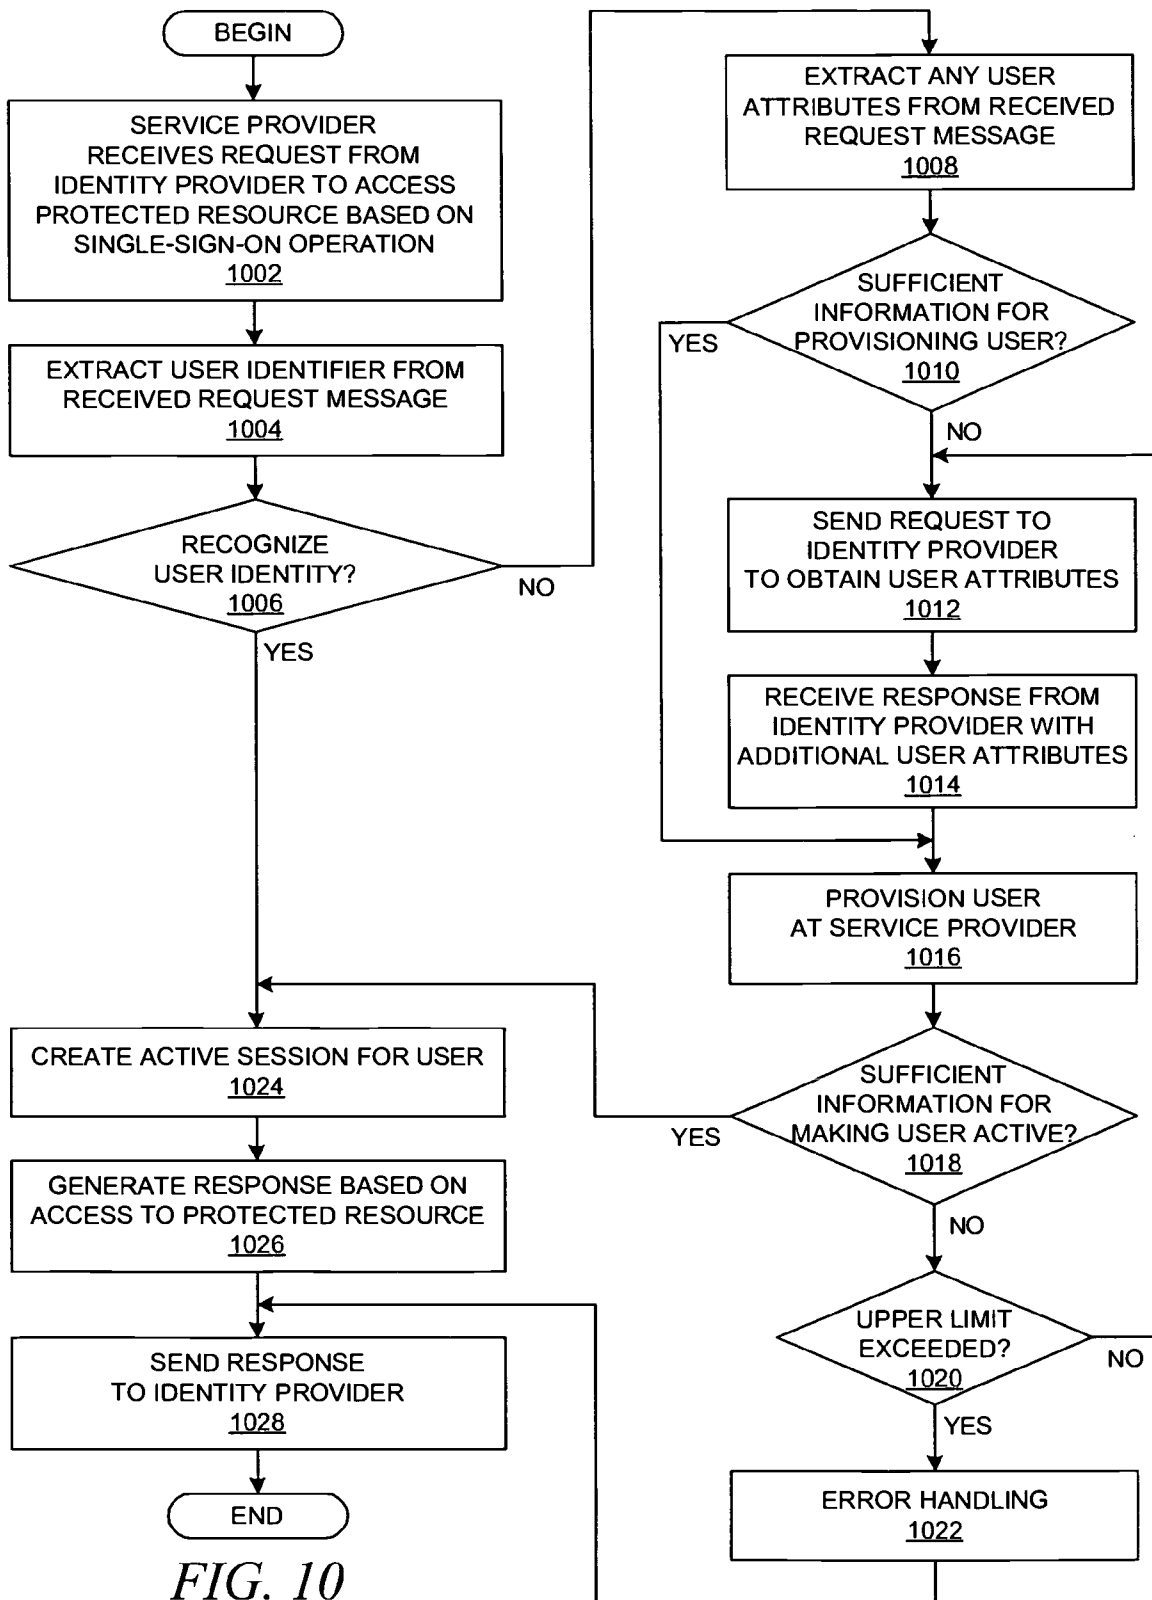 BEGIN
SERVICE PROVIDER
RECEIVES REQUEST FROM
IDENTITY PROVIDER TO ACCESS
PROTECTED RESOURCE BASED ON
SINGLE-SIGN-ON OPERATION
1002
EXTRACT USER IDENTIFIER FROM
RECEIVED REQUEST MESSAGE
1004
RECOGNIZE
USER IDENTITY?
1006
NO
YES
EXTRACT ANY USER
ATTRIBUTES FROM RECEIVED
REQUEST MESSAGE
1008
SUFFICIENT
INFORMATION FOR
PROVISIONING USER?
1010
YES
NO
SEND REQUEST TO
IDENTITY PROVIDER
TO OBTAIN USER ATTRIBUTES
1012
RECEIVE RESPONSE FROM
IDENTITY PROVIDER WITH
ADDITIONAL USER ATTRIBUTES
1014
PROVISION USER
AT SERVICE PROVIDER
1016
SUFFICIENT
INFORMATION FOR
MAKING USER ACTIVE?
1018
YES
NO
UPPER LIMIT
EXCEEDED?
1020
NO
YES
ERROR HANDLING
1022
CREATE ACTIVE SESSION FOR USER
1024
GENERATE RESPONSE BASED ON
ACCESS TO PROTECTED RESOURCE
1026
SEND RESPONSE
TO IDENTITY PROVIDER
1028
END
FIG. 10